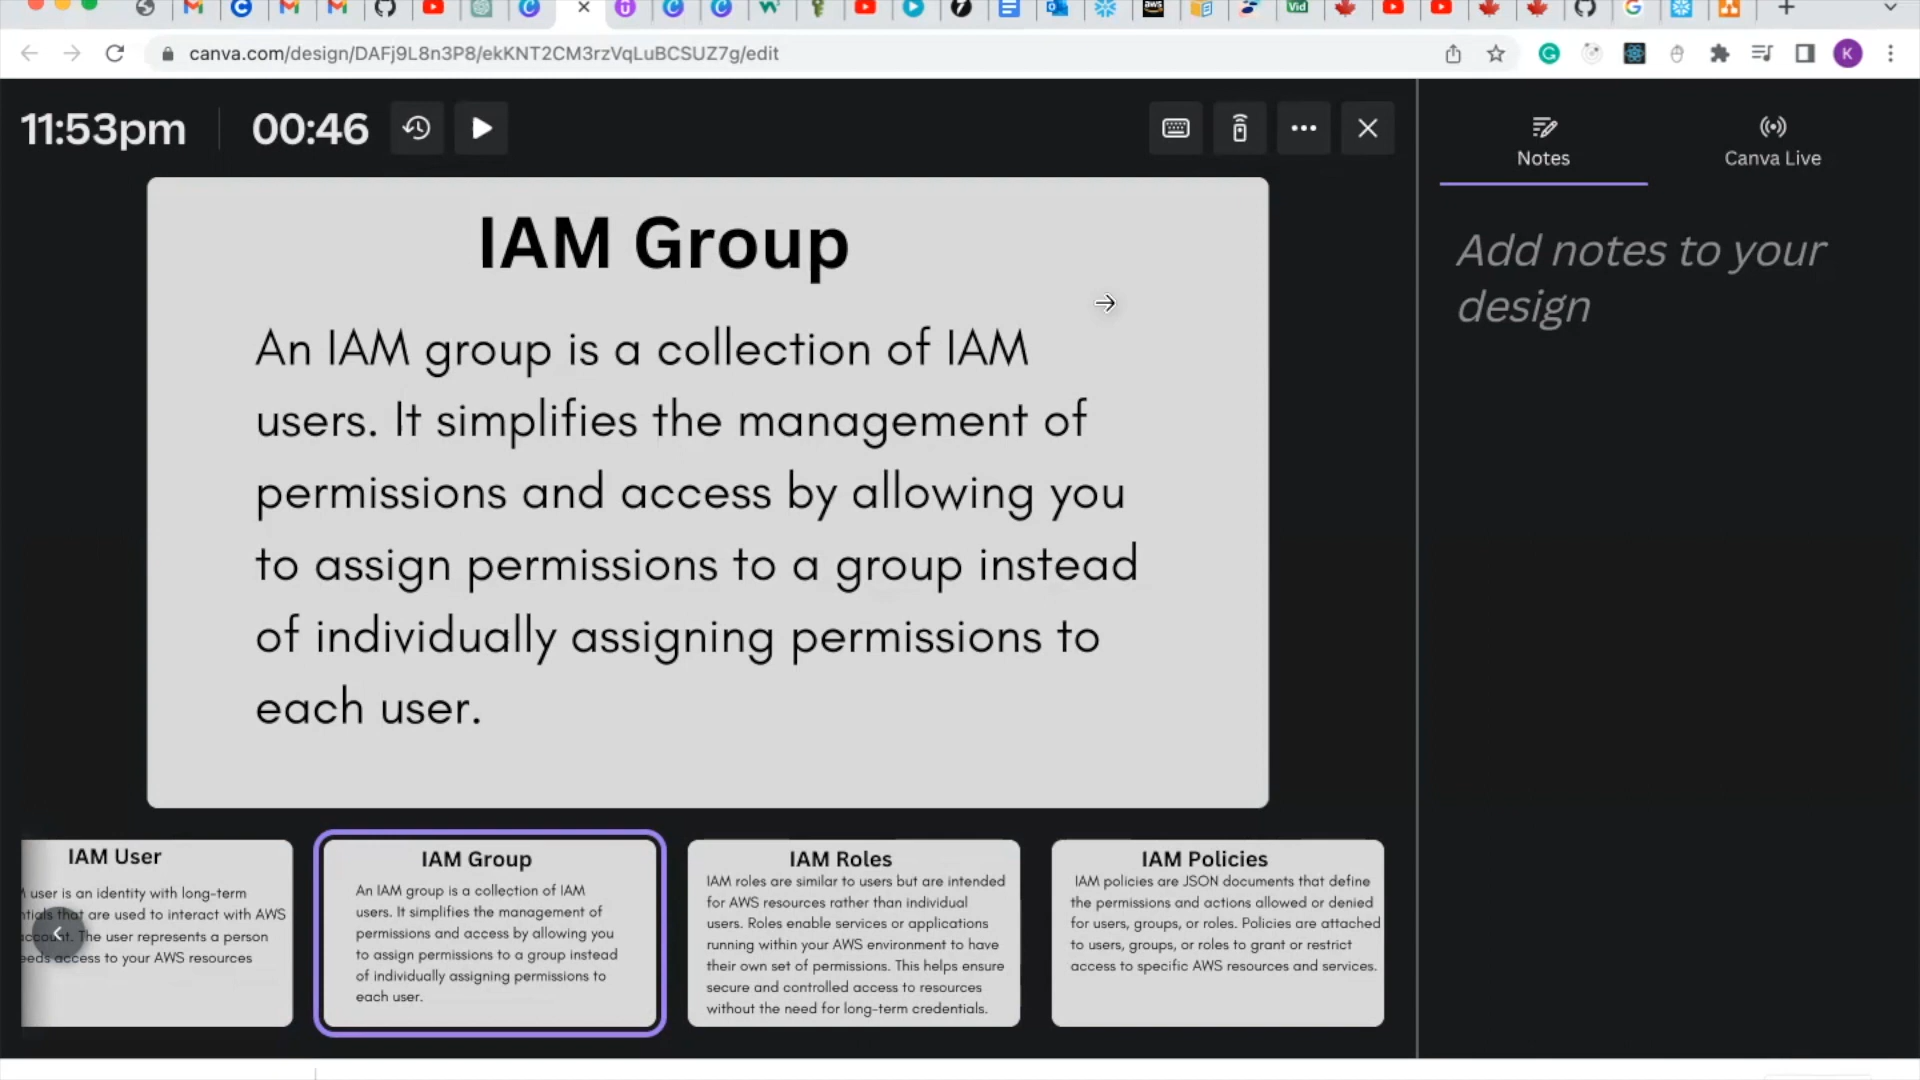 canva.com/design/DAFj9L8n3P8/ekKNT2CM3rzVqLuBCSUZ7g/edit
K
aws
Vid
11:53pm
00:46
Notes
Canva Live
Add notes to your
design
IAM Group
An IAM group is a collection of IAM
users. It simplifies the management of
permissions and access by allowing you
to assign permissions to a group instead
of individually assigning permissions to
each user.
IAM User
user is an identity with long-term
that are used to interact with AWS
The user represents a person
access to your AWS resources
IAM Group
An IAM group is a collection of IAM
users. It simplifies the management of
permissions and access by allowing you
to assign permissions to a group instead
of individually assigning permissions to
each user.
IAM Roles
IAM roles are similar to users but are intended
for AWS resources rather than individual
users. Roles enable services or applications
running within your AWS environment to have
their own set of permissions. This helps ensure
secure and controlled access to resources
without the need for long-term credentials.
IAM Policies
IAM policies are JSON documents that define
the permissions and actions allowed or denied
for users, groups, or roles. Policies are attached
to users, groups, or roles to grant or restrict
access to specific AWS resources and services.